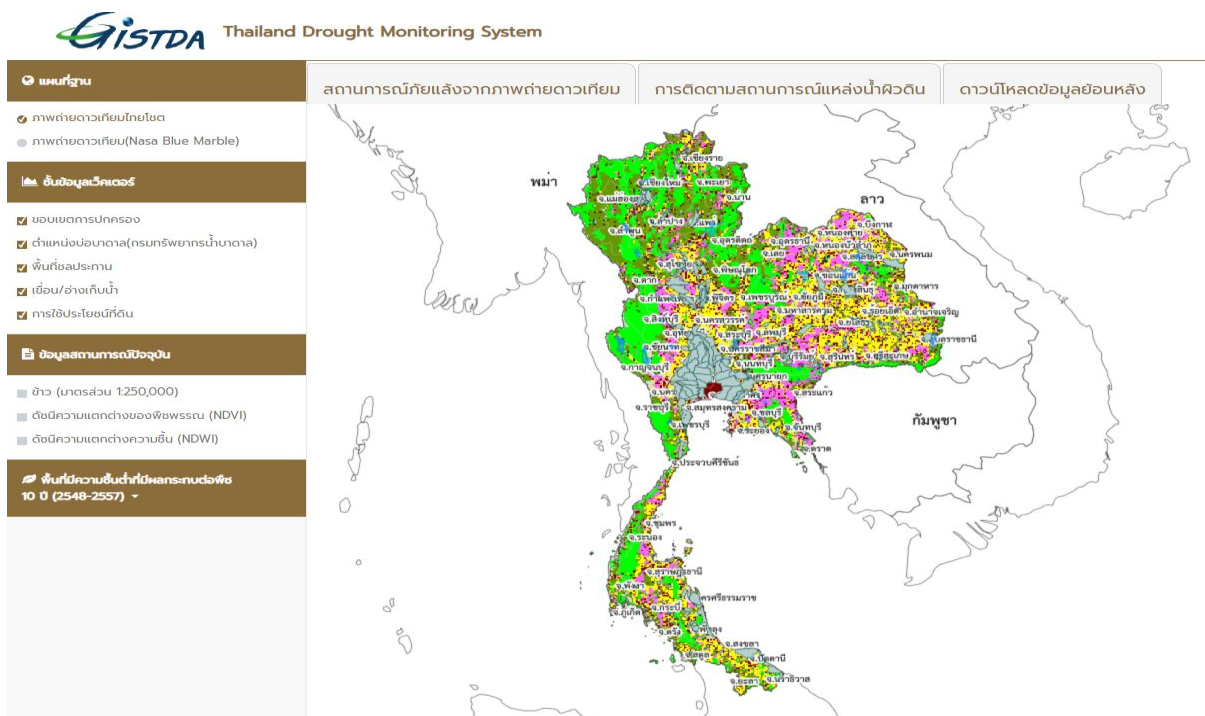 GISTDA Thailand Drought Monitoring System
แผนที่ฐาน
ภาพถ่ายดาวเทียมไทยโชต
ภาพถ่ายดาวเทียม(Nasa Blue Marble)
ชั้นข้อมูลเว็คเตอร์
ขอบเขตการปกครอง
ตำแหน่งบ่อบาดาล(กรมทรัพยากรน้ำบาดาล)
พื้นที่ชลประทาน
เขื่อน/อ่างเก็บน้ำ
การใช้ประโยชน์ที่ดิน
ข้อมูลสถานการณ์ปัจจุบัน
ข้าว (มาตรส่วน 1:250,000)
ดัชนีความแตกต่างของพืชพรรณ (NDVI)
ดัชนีความแตกต่างความชื้น (NDWI)
พื้นที่มีความชื้นต่ำที่มีผลกระทบต่อพืช
10 ปี (2548-2557)
สถานการณ์ภัยแล้งจากภาพถ่ายดาวเทียม
การติดตามสถานการณ์แหล่งน้ำผิวดิน
ดาวน์โหลดข้อมูลย้อนหลัง
จ.เชียงราย
พม่า
จ.เชียงใหม่
จ.พะเยา
จ.น่าน
ลาว
จ.ลำปาง
จ.บึงกาฬ
จ.ลำพูน
จ.หนองคาย
จ.อุตรดิตถ์
จ.อุดรธานี
จ.หนองบัวลำภู
จ.เลย
จ.นครพนม
จ.สุโขทัย
จ.พิษณุโลก
จ.ขอนแก่น
จ.ตาก
จ.มุกดาหาร
จ.พิจิตร
จ.เพชรบูรณ์
จ.ชัยภูมิ
จ.มหาสารคาม
จ.ร้อยเอ็ด
จ.อำนาจเจริญ
จ.สิงห์บุรี
จ.นครสวรรค์
จ.ยโสธร
จ.สระบุรี
จ.ลพบุรี
จ.ชัยนาท
จ.บุรีรัมย์
จ.สุรินทร์
จ.ศรีสะเกษ
จ.นนทบุรี
จ.กาญจนบุรี
จ.สระแก้ว
จ.ราชบุรี
จ.สมุทรสงคราม
จ.ชลบุรี
กัมพูชา
จ.เพชรบุรี
จ.ระยอง
จ.จันทบุรี
จ.ตราด
จ.ประจวบคีรีขันธ์
จ.ชุมพร
จ.ระนอง
จ.สุราษฎร์ธานี
จ.พังงา
จ.ภูเก็ต
จ.กระบี่
จ.ตรัง
จ.สงขลา
จ.สตูล
จ.ปัตตานี
จ.ยะลา
จ.นราธิวาส